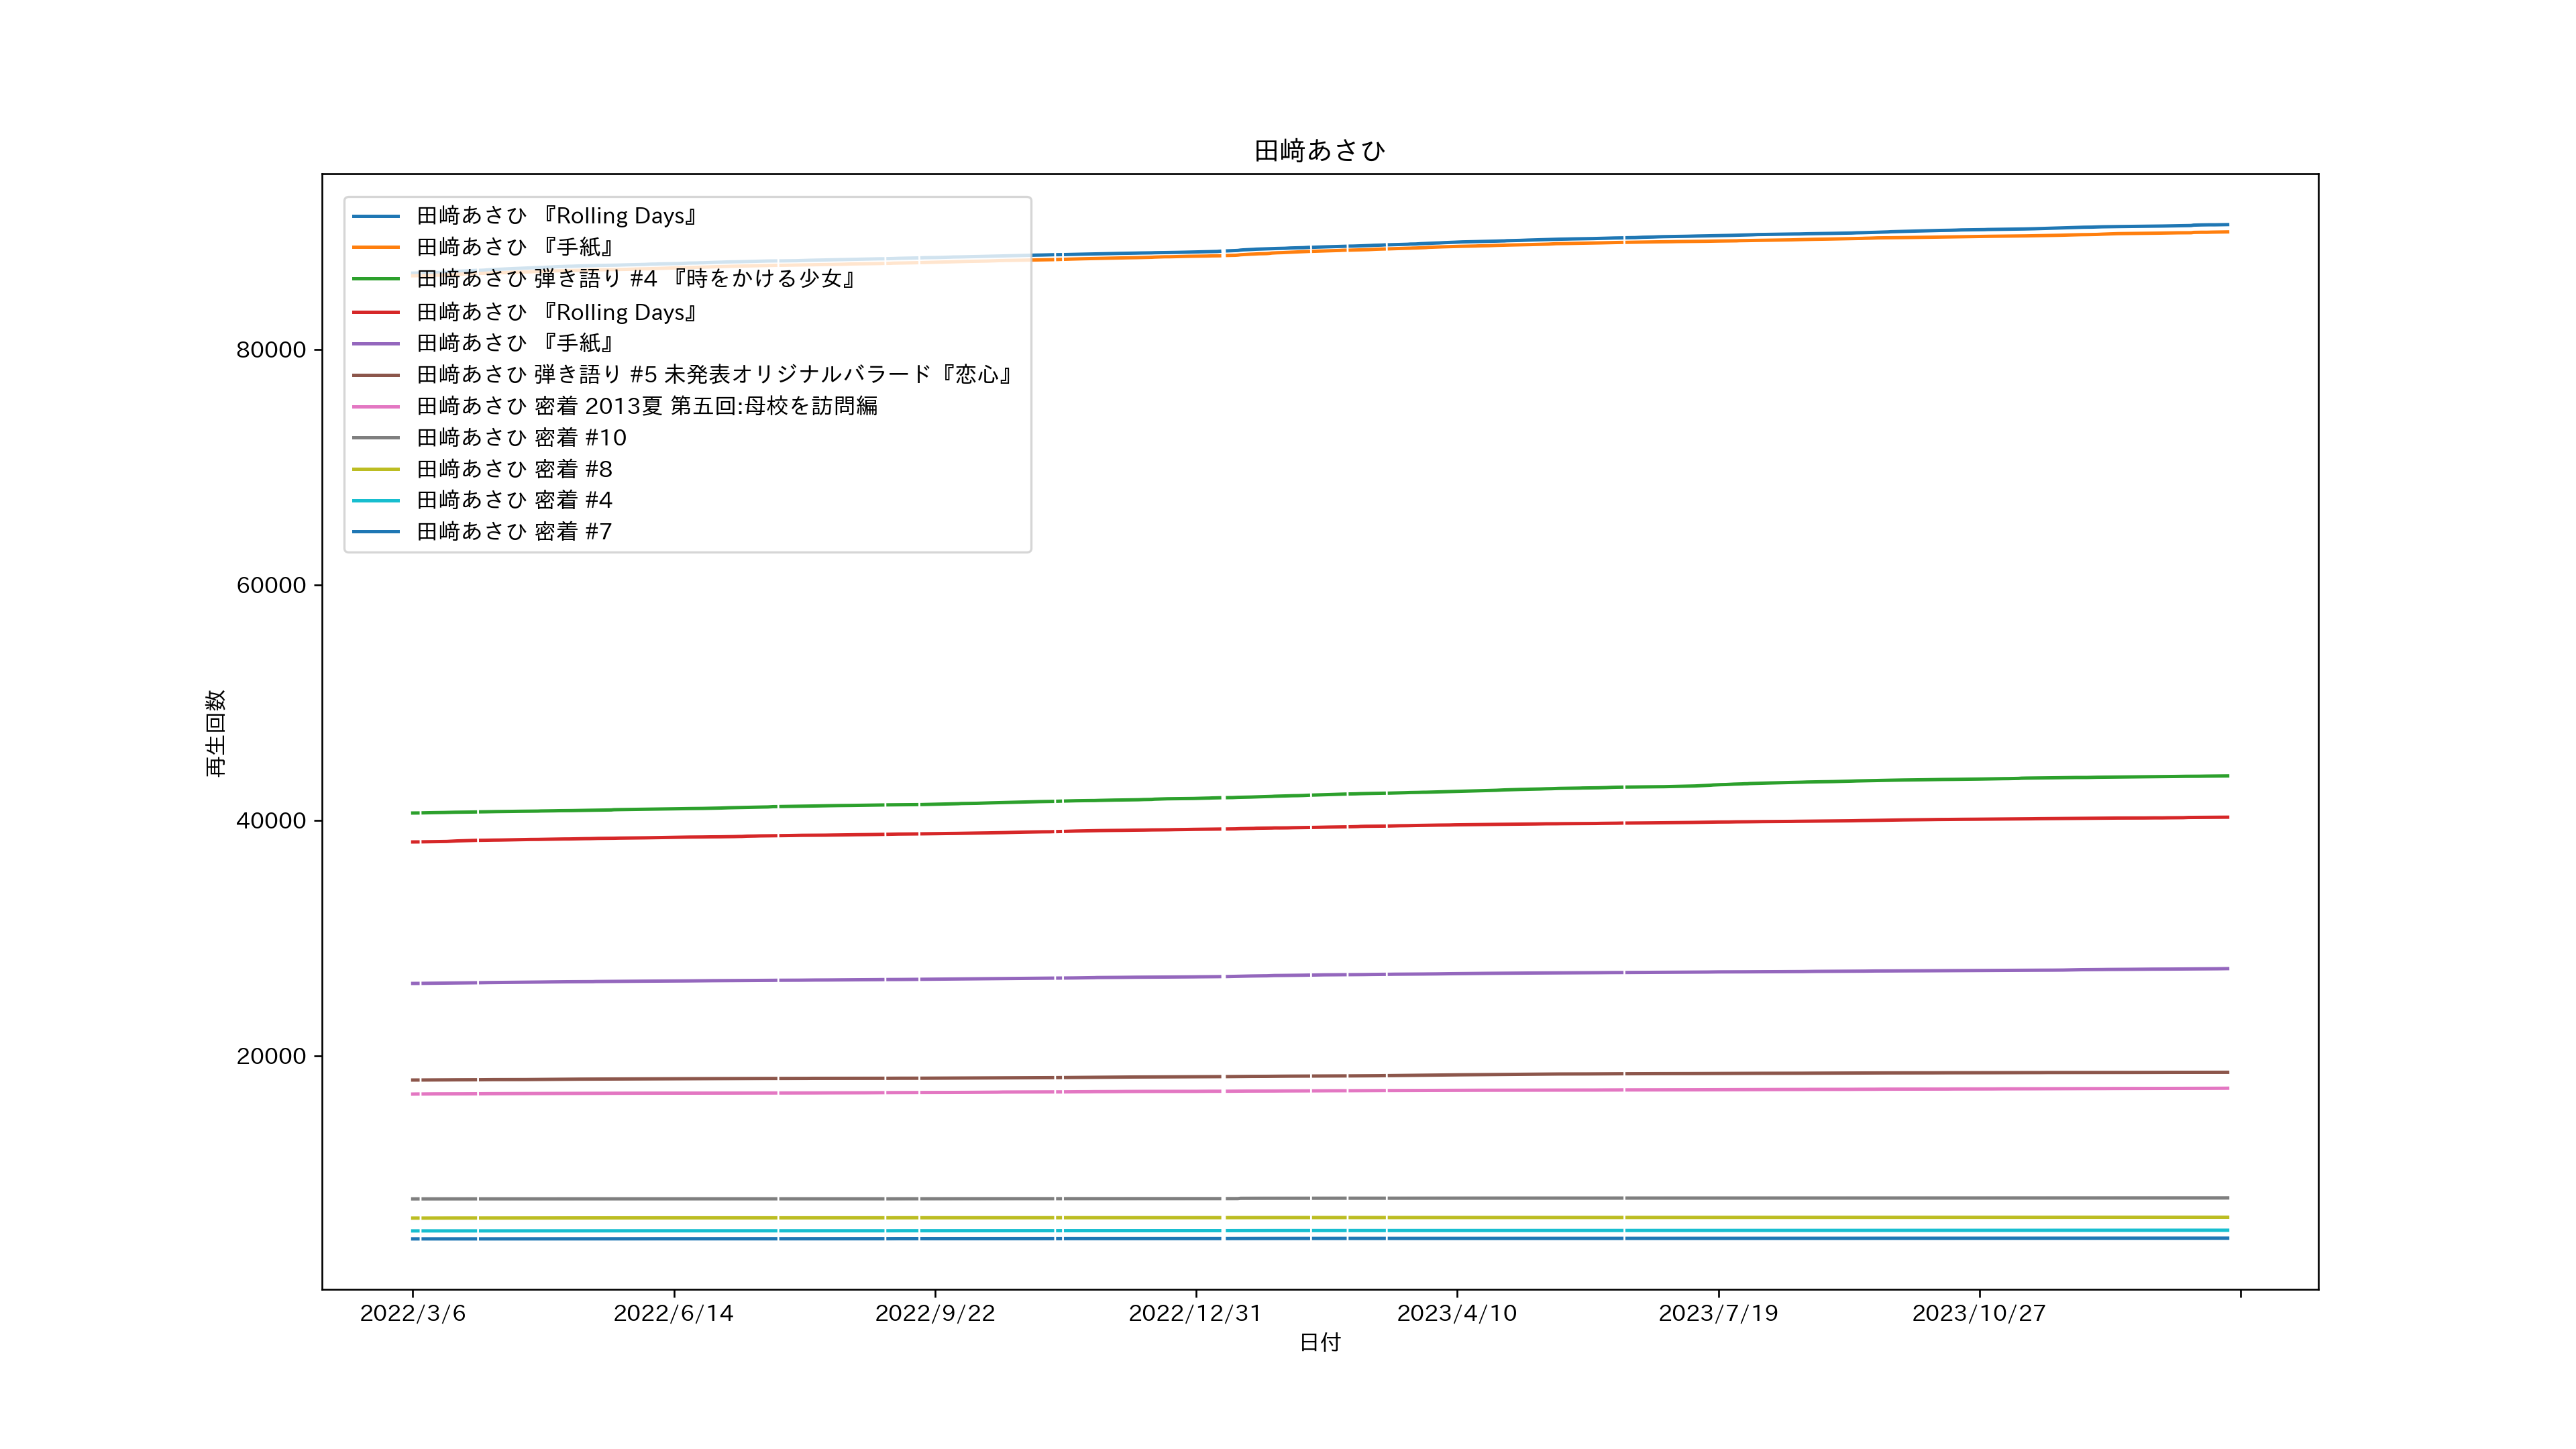 田﨑あさひ
田﨑あさひ 『Rolling Days』
田﨑あさひ 『手紙』
田﨑あさひ 弾き語り #4 『時をかける少女』
田﨑あさひ 『Rolling Days』
田﨑あさひ 『手紙』
田﨑あさひ 弾き語り #5 未発表オリジナルバラード『恋心』
田﨑あさひ 密着 2013夏 第五回:母校を訪問編
田﨑あさひ 密着 #10
田﨑あさひ 密着 #8
田﨑あさひ 密着 #4
田﨑あさひ 密着 #7
80000
60000
40000
20000
再生回数
2022/3/6 2022/6/14 2022/9/22 2022/12/31 2023/4/10 2023/7/19 2023/10/27
日付